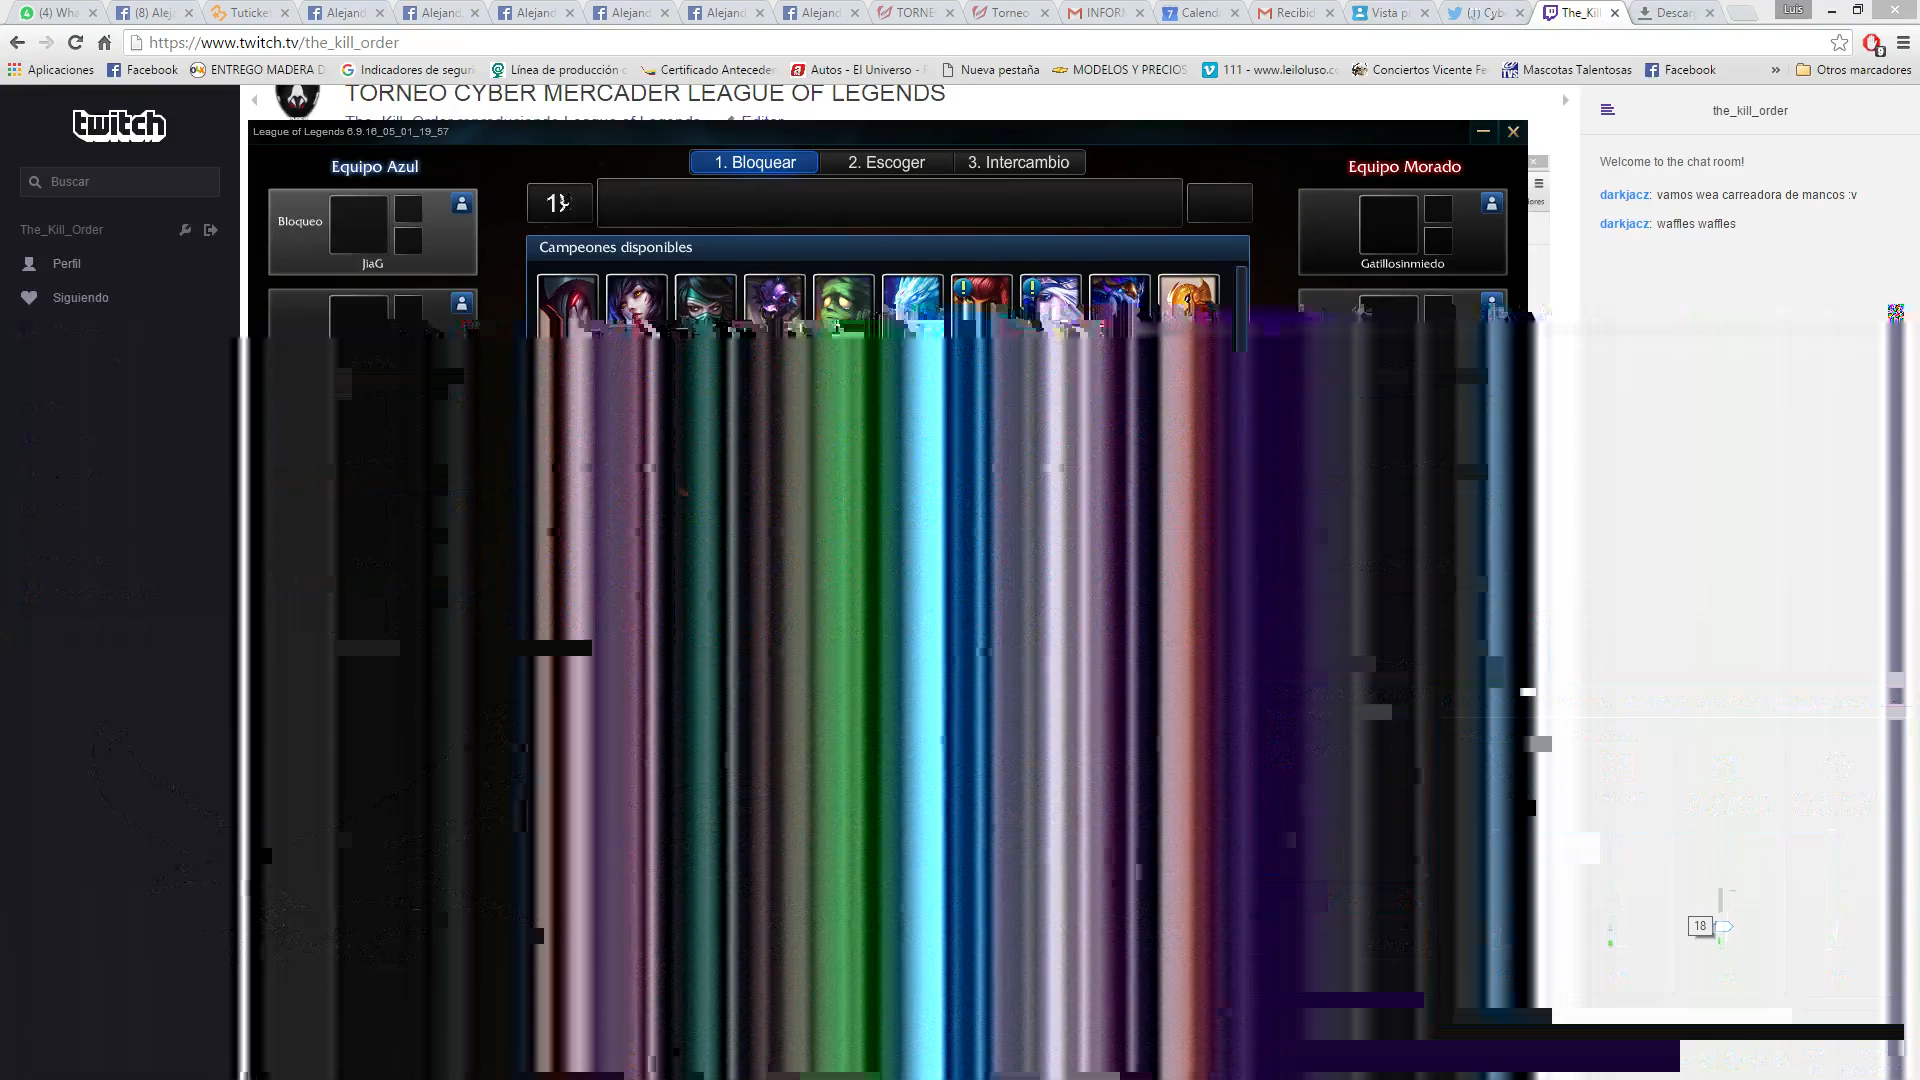 (4) Wha
(8) Aleja
Tuticke
Alejand
Alejand
Alejand
Alejand
Alejand
Alejand
TORNE
Torneo
INFOR
Calend
Recibid
Vista p
The_Kil
Descar
Luis
https://www.twitch.tv/the_kill_order
Aplicaciones
Facebook
ENTREGO MADERA D
Indicadores de segur
Línea de producción
Certificado Anteceder
Autos - El Universo -
Nueva pestaña
MODELOS Y PRECIOS
111 - www.leiloluso.co
Conciertos Vicente Fe
Mascotas Talentosas
Facebook
»
Otros marcadores
twitch
Buscar
The_Kill_Order
Perfil
Siguiendo
TORNEO CYBER MERCADER LEAGUE OF LEGENDS
League of Legends 6.9.16_05_01_19_57
Equipo Azul
1. Bloquear
2. Escoger
3. Intercambio
Equipo Morado
Bloqueo
JiaG
Campeones disponibles
Gatillosinmiedo
the_kill_order
Welcome to the chat room!
darkjacz: vamos wea carreadora de mancos :v
darkjacz: waffles waffles
18